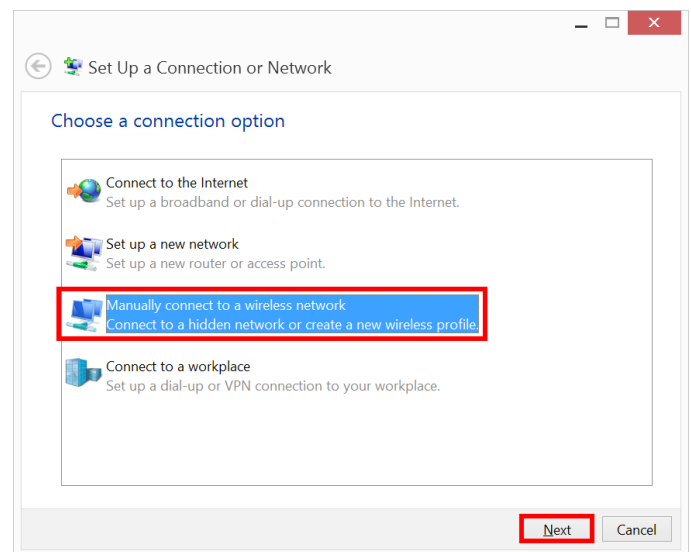 Set Up a Connection or Network
Choose a connection option
Connect to the Internet
Set up a broadband or dial-up connection to the Internet.
Set up a new network
Set up a new router or access point.
Manually connect to a wireless network
Connect to a hidden network or create a new wireless profile.
Connect to a workplace
Set up a dial-up or VPN connection to your workplace.
Next Cancel